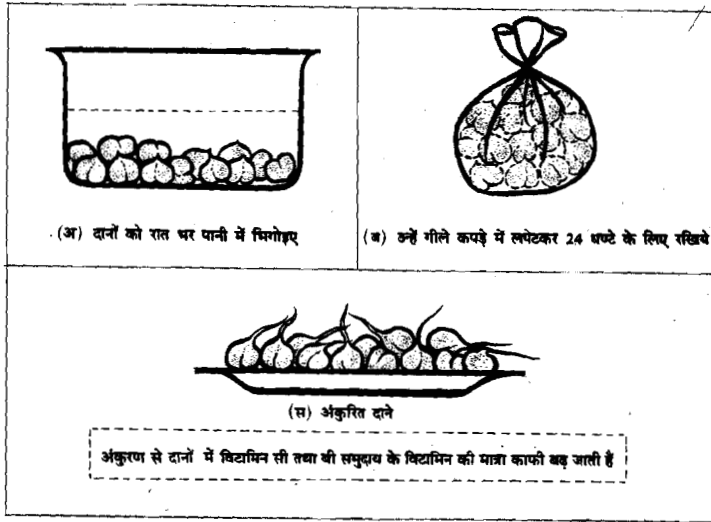 (अ) दानों को रात भर पानी में भिगोइए
(ब) उन्हें गीले कपड़े में लपेटकर 24 घण्टे के लिए रखिये
(स) अंकुरित दाने
अंकुरण से दानों में विटामिन सी तथा बी समुदाय के विटामिन की मात्रा काफी बढ़ जाती है